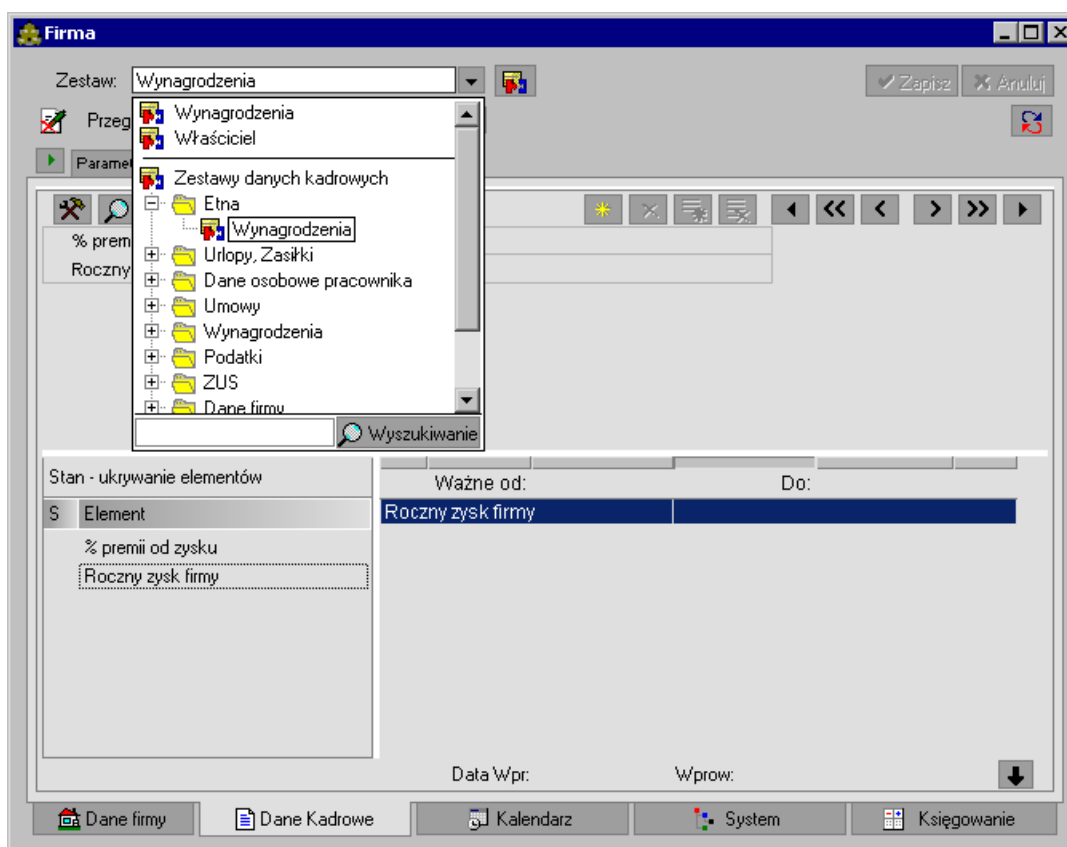 Firma
Zestaw: Wynagrodzenia Zapisz Anuluj
Przeg
Wynagrodzenia
Właściciel
Paramet
Zestawy danych kadrowych
Etna
Wynagrodzenia
% prem
Urlopy, Zasiłki
Roczny
Dane osobowe pracownika
Umowy
Wynagrodzenia
Podatki
ZUS
Dane firmy
Wyszukiwanie
Stan - ukrywanie elementów
Ważne od: Do:
S Element
Roczny zysk firmy
% premii od zysku
Roczny zysk firmy
Data Wpr: Wprow:
Dane firmy Dane Kadrowe Kalendarz System Księgowanie